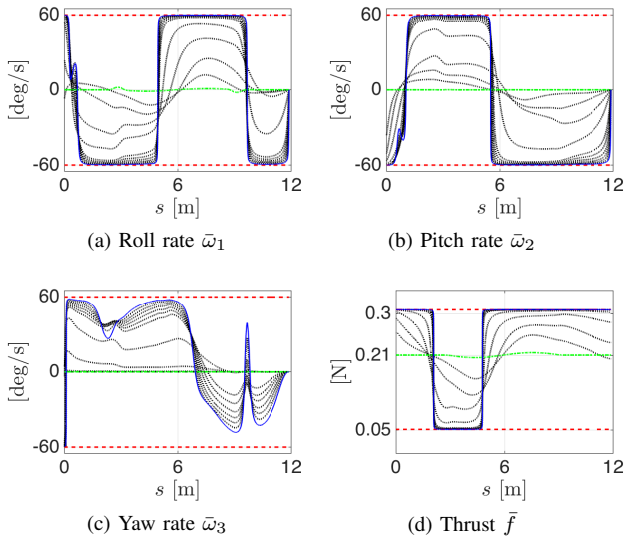 60
0
-60
[deg/s]
0 6 12
s [m]
(a) Roll rate ω̄₁
60
0
-60
[deg/s]
0 6 12
s [m]
(b) Pitch rate ω̄₂
60
0
-60
[deg/s]
0 6 12
s [m]
(c) Yaw rate ω̄₃
0.3
0.21
0.05
[N]
0 6 12
s [m]
(d) Thrust f̄